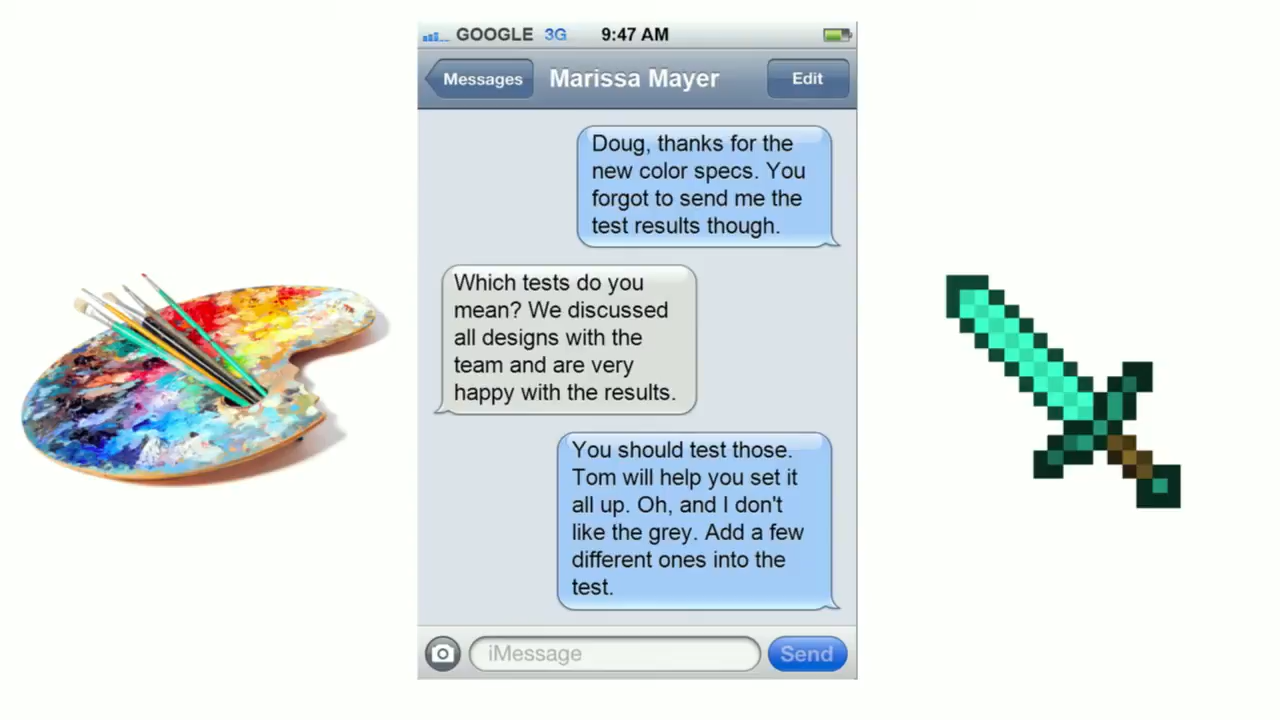 GOOGLE 3G 9:47 AM
Messages Marissa Mayer Edit
Doug, thanks for the
new color specs. You
forgot to send me the
test results though.
Which tests do you
mean? We discussed
all designs with the
team and are very
happy with the results.
You should test those.
Tom will help you set it
all up. Oh, and I don't
like the grey. Add a few
different ones into the
test.
iMessage Send